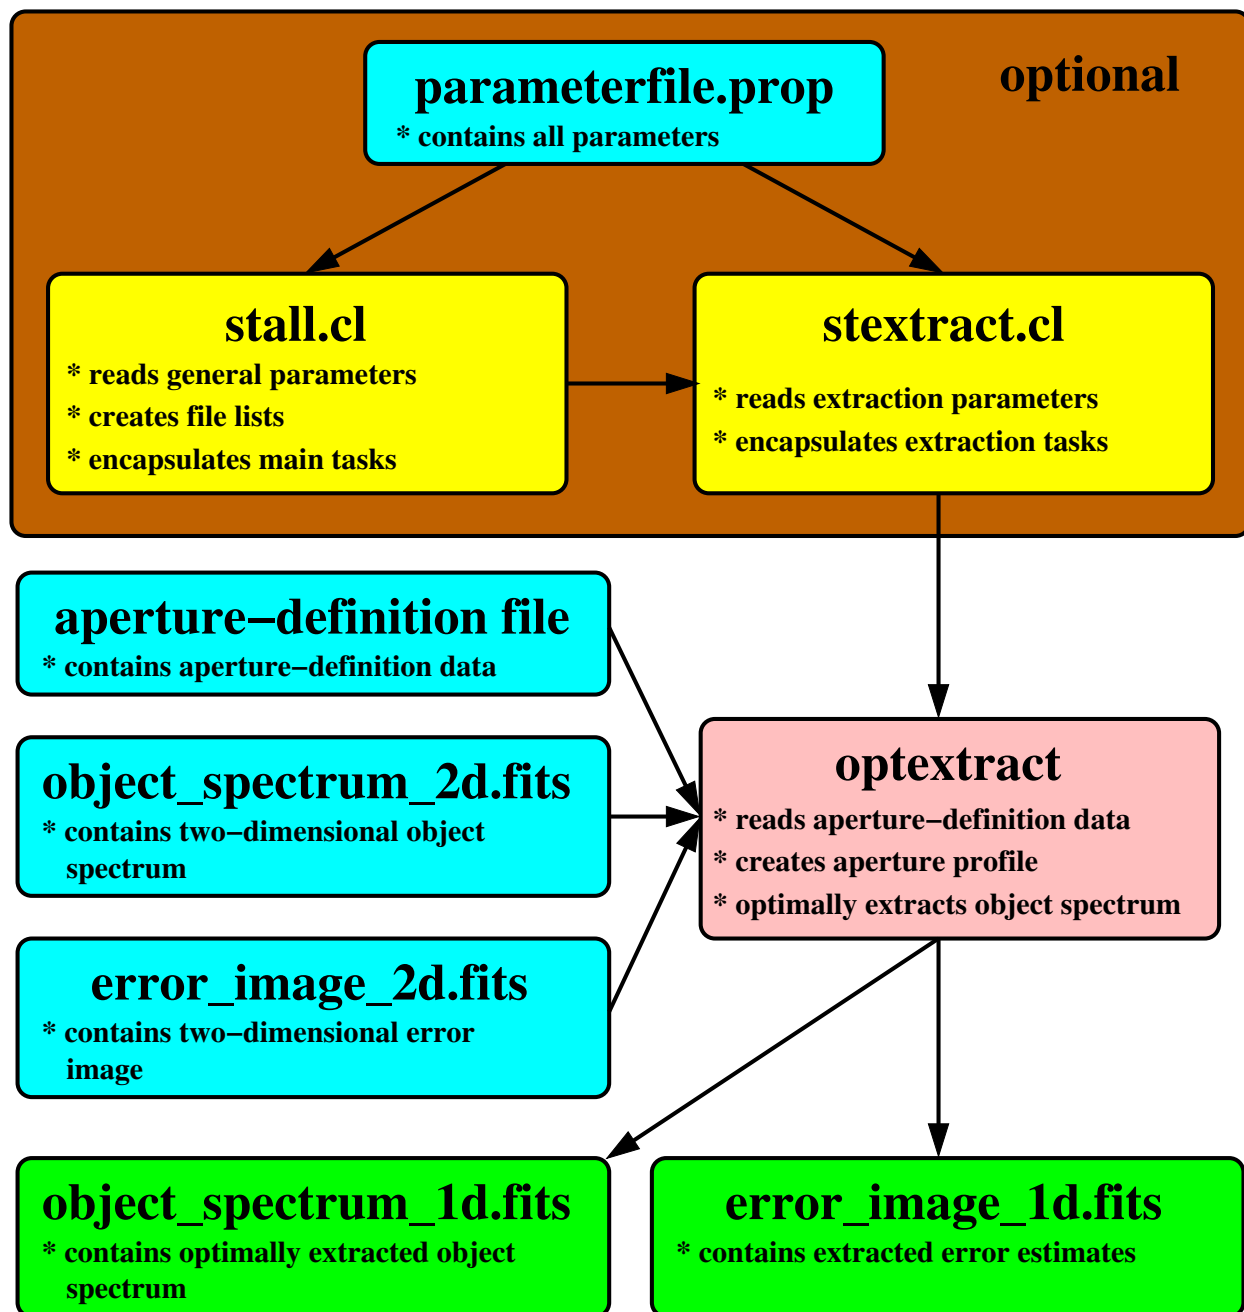 optional
parameterfile.prop
* contains all parameters
stall.cl
* reads general parameters
* creates file lists
* encapsulates main tasks
stextract.cl
* reads extraction parameters
* encapsulates extraction tasks
aperture−definition file
* contains aperture−definition data
object_spectrum_2d.fits
* contains two−dimensional object
spectrum
error_image_2d.fits
* contains two−dimensional error
image
optextract
* reads aperture−definition data
* creates aperture profile
* optimally extracts object spectrum
object_spectrum_1d.fits
* contains optimally extracted object
spectrum
error_image_1d.fits
* contains extracted error estimates